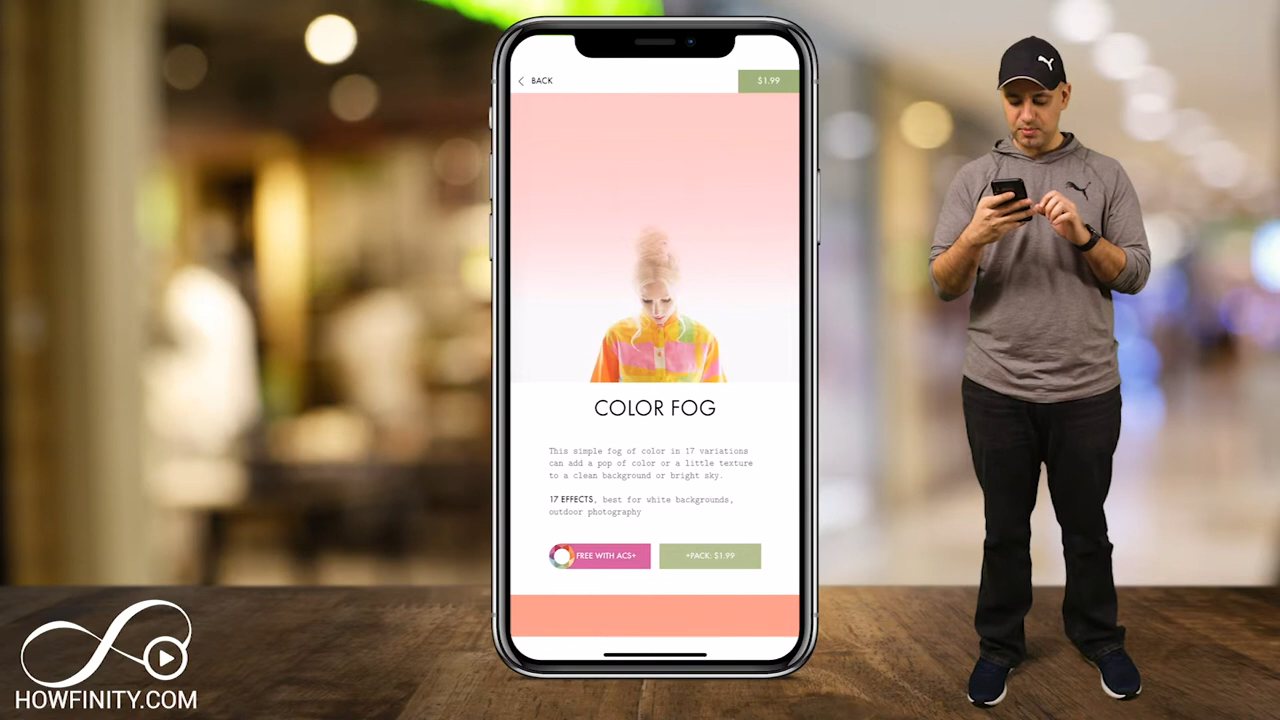 BACK
$1.99
COLOR FOG
This simple fog of color in 17 variations
can add a pop of color or a little texture
to a clean background or bright sky.
17 EFFECTS, best for white backgrounds,
outdoor photography
FREE WITH ACS+
+PACK: $1.99
HOWFINITY.COM